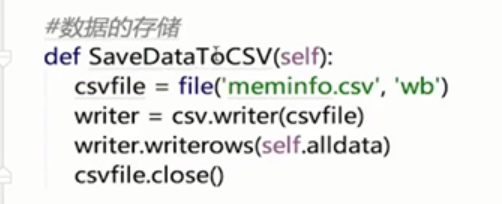 #数据的存储
def SaveDataToCSV(self):
    csvfile = file('meminfo.csv', 'wb')
    writer = csv.writer(csvfile)
    writer.writerows(self.alldata)
    csvfile.close()